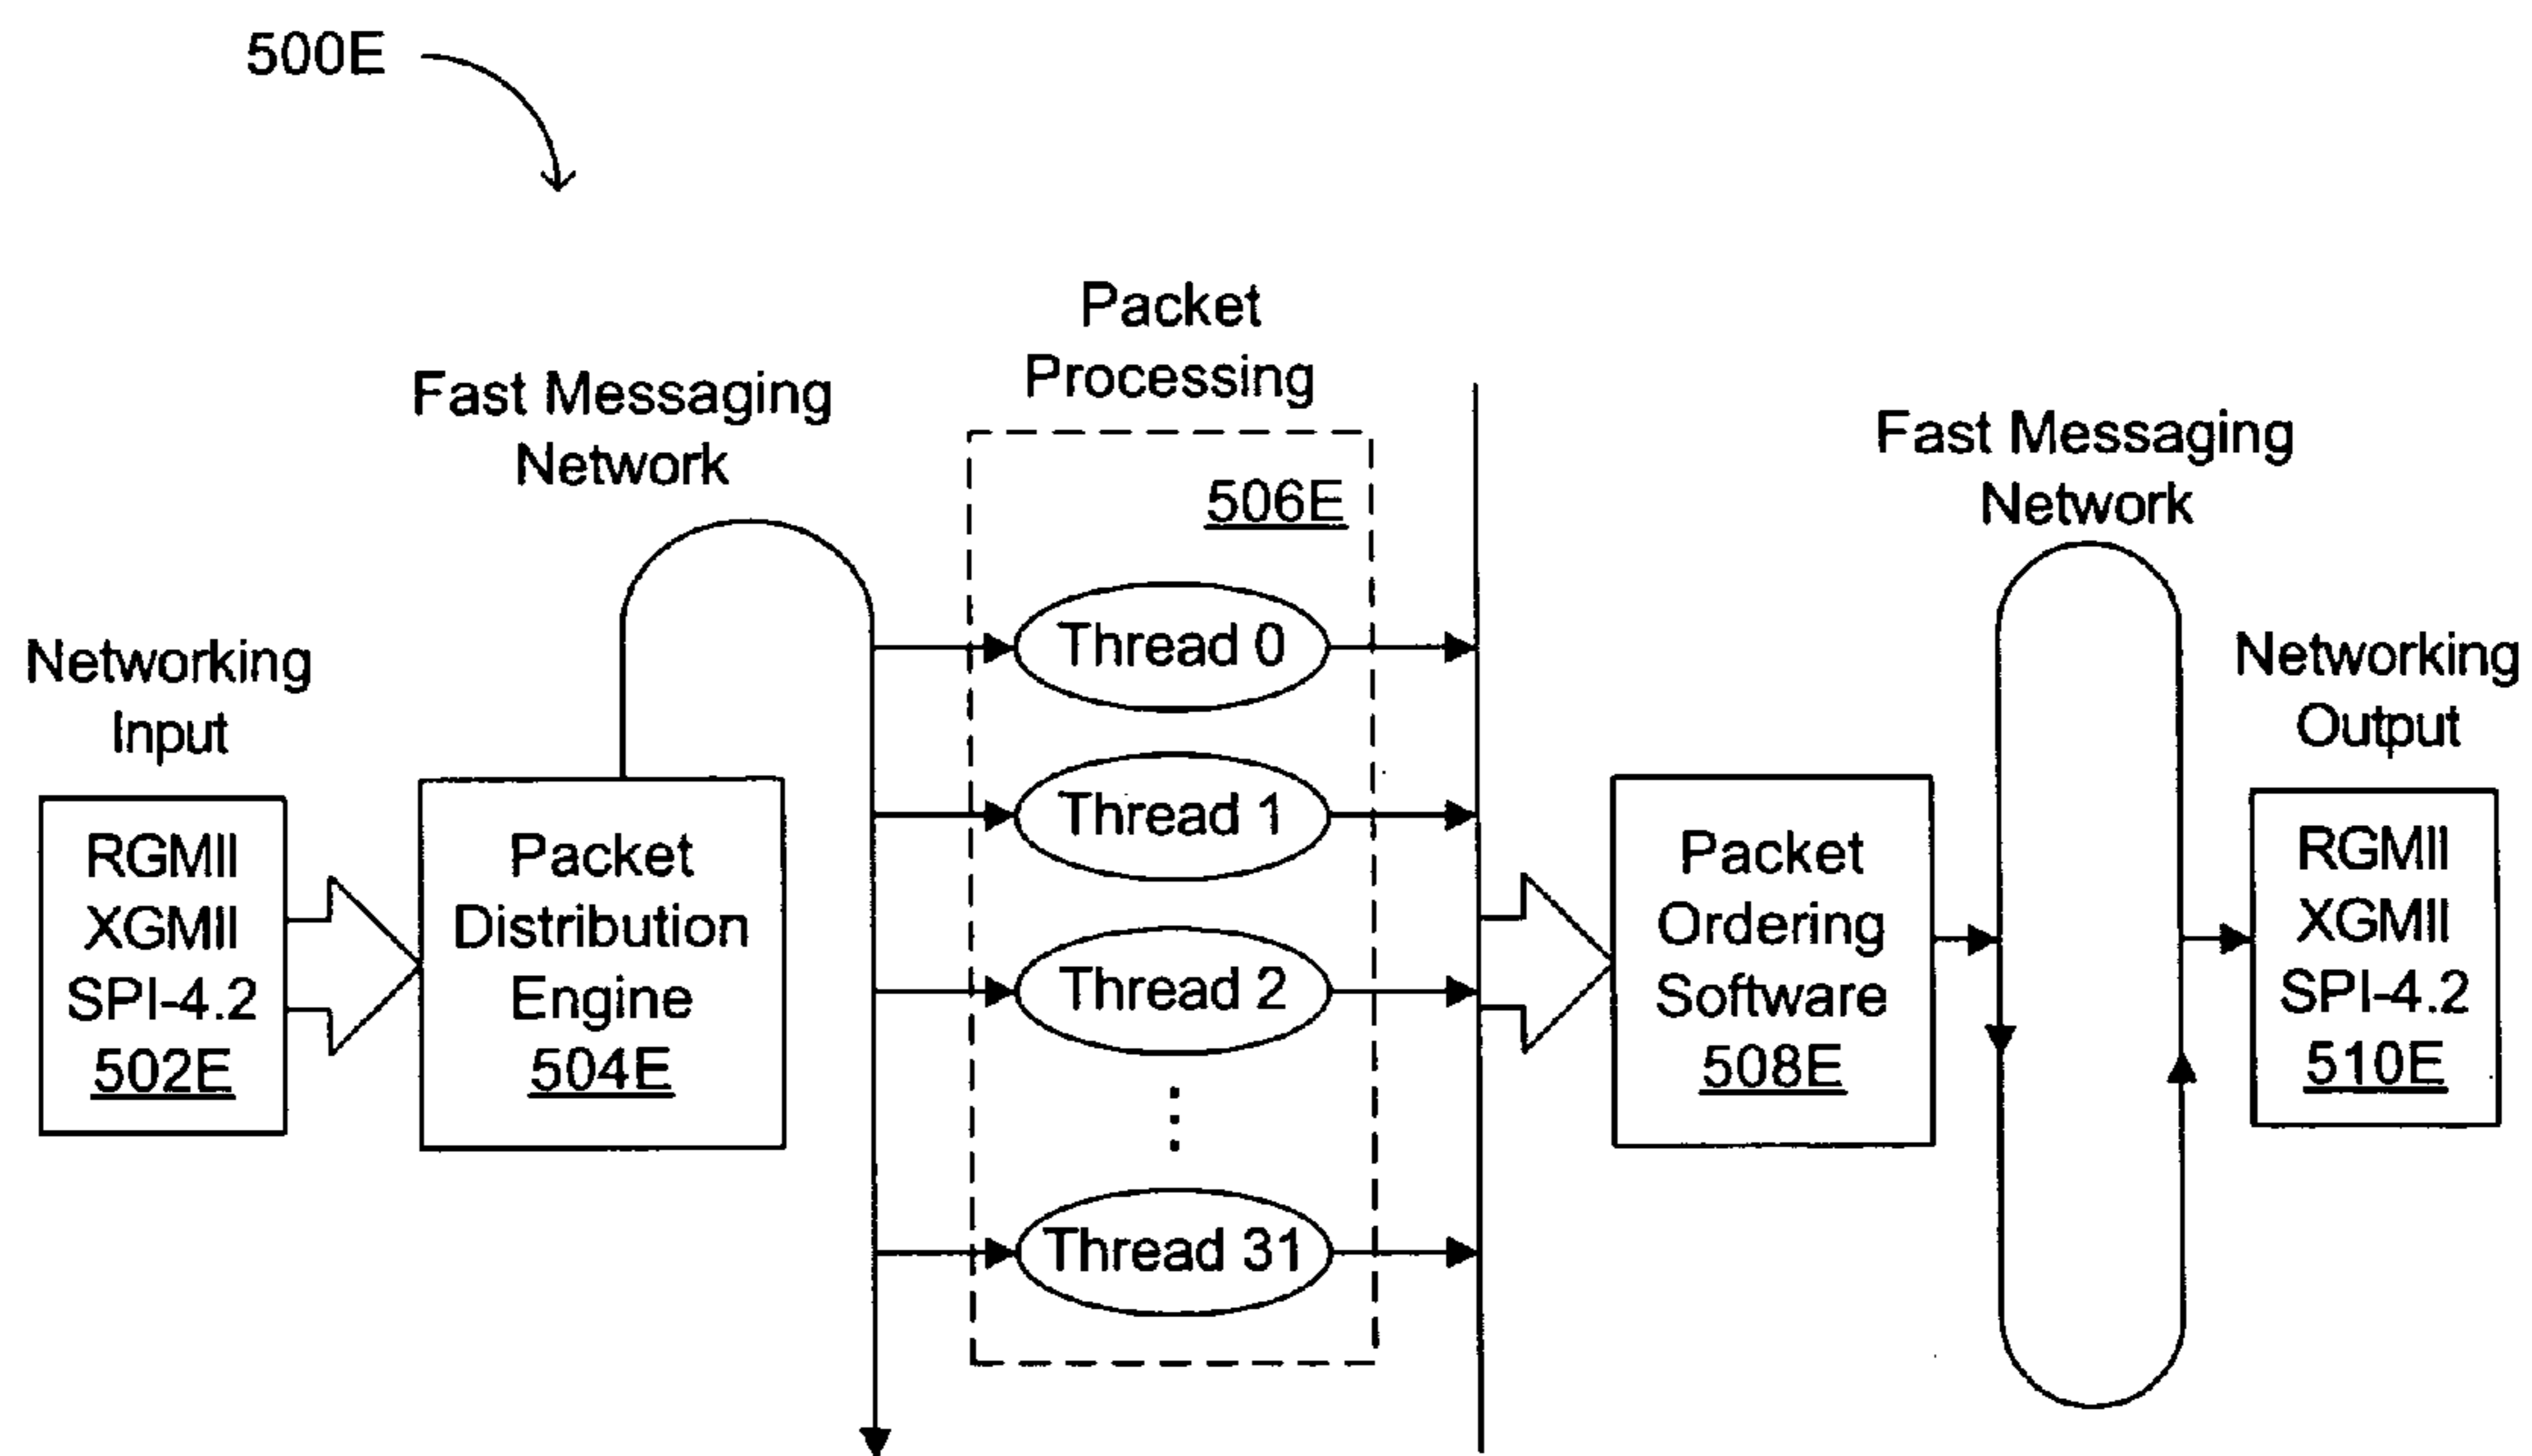 500E
Packet
Processing
Fast Messaging
Network
Fast Messaging
Network
506E
Networking
Input
Thread 0
Thread 1
Thread 2
Thread 31
Networking
Output
RGMII
XGMII
SPI-4.2
502E
Packet
Distribution
Engine
504E
Packet
Ordering
Software
508E
RGMII
XGMII
SPI-4.2
510E